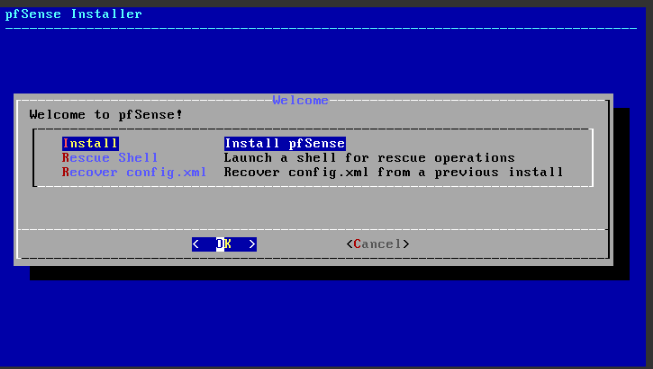 pfSense Installer
Welcome
Welcome to pfSense!
Install Install pfSense
Rescue Shell Launch a shell for rescue operations
Recover config.xml Recover config.xml from a previous install
< OK > <Cancel>